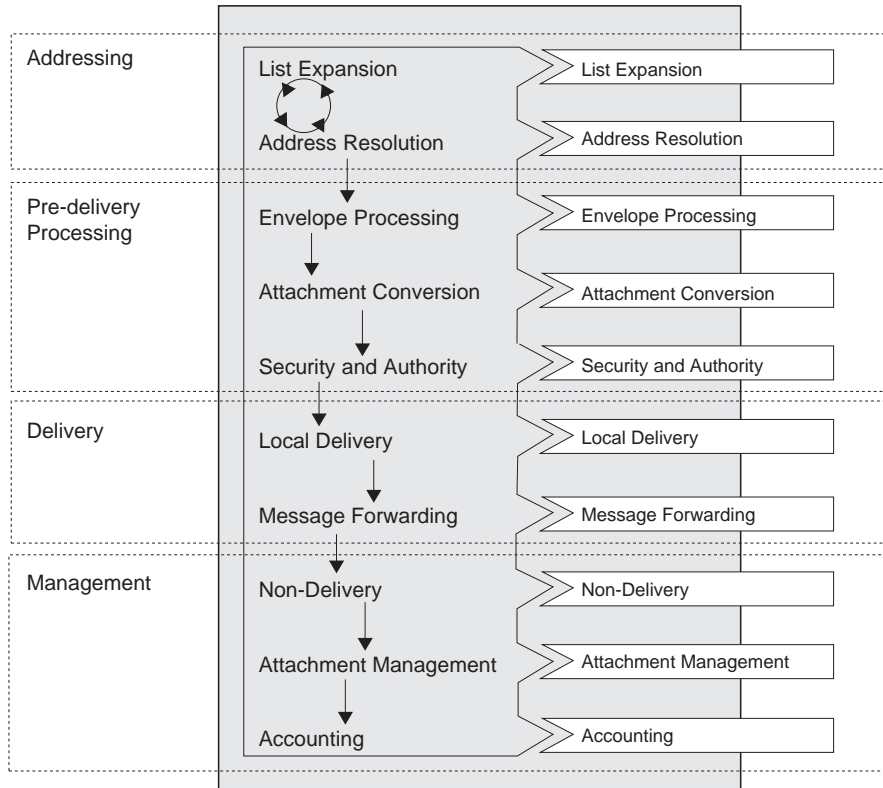 Addressing
List Expansion
List Expansion
Address Resolution
Address Resolution
Pre-delivery
Processing
Envelope Processing
Envelope Processing
Attachment Conversion
Attachment Conversion
Security and Authority
Security and Authority
Delivery
Local Delivery
Local Delivery
Message Forwarding
Message Forwarding
Management
Non-Delivery
Non-Delivery
Attachment Management
Attachment Management
Accounting
Accounting